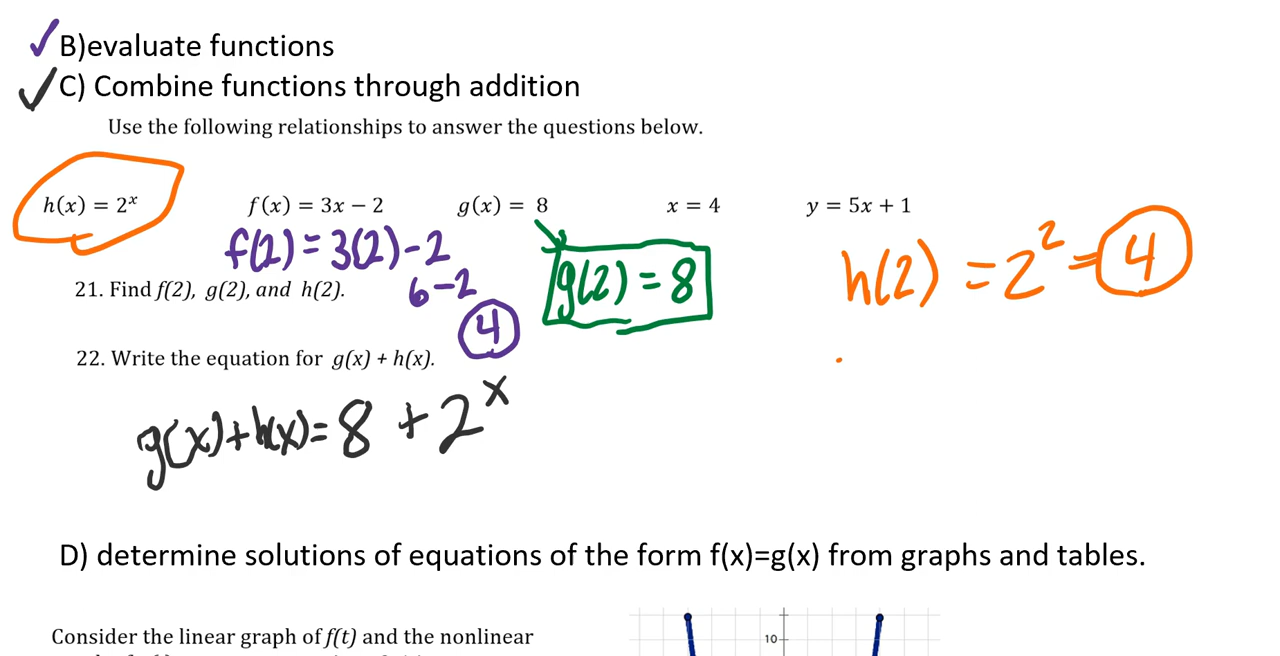 B)evaluate functions
C) Combine functions through addition
Use the following relationships to answer the questions below.
h(x) = 2ˣ f(x) = 3x − 2 g(x) = 8 x = 4 y = 5x + 1
f(2) = 3(2) - 2
g(2) = 8
h(2) = 2² = 4
21. Find f(2), g(2), and h(2).
6 - 2
4
22. Write the equation for g(x) + h(x).
g(x) + h(x) = 8 + 2ˣ
D) determine solutions of equations of the form f(x)=g(x) from graphs and tables.
10
Consider the linear graph of f(t) and the nonlinear